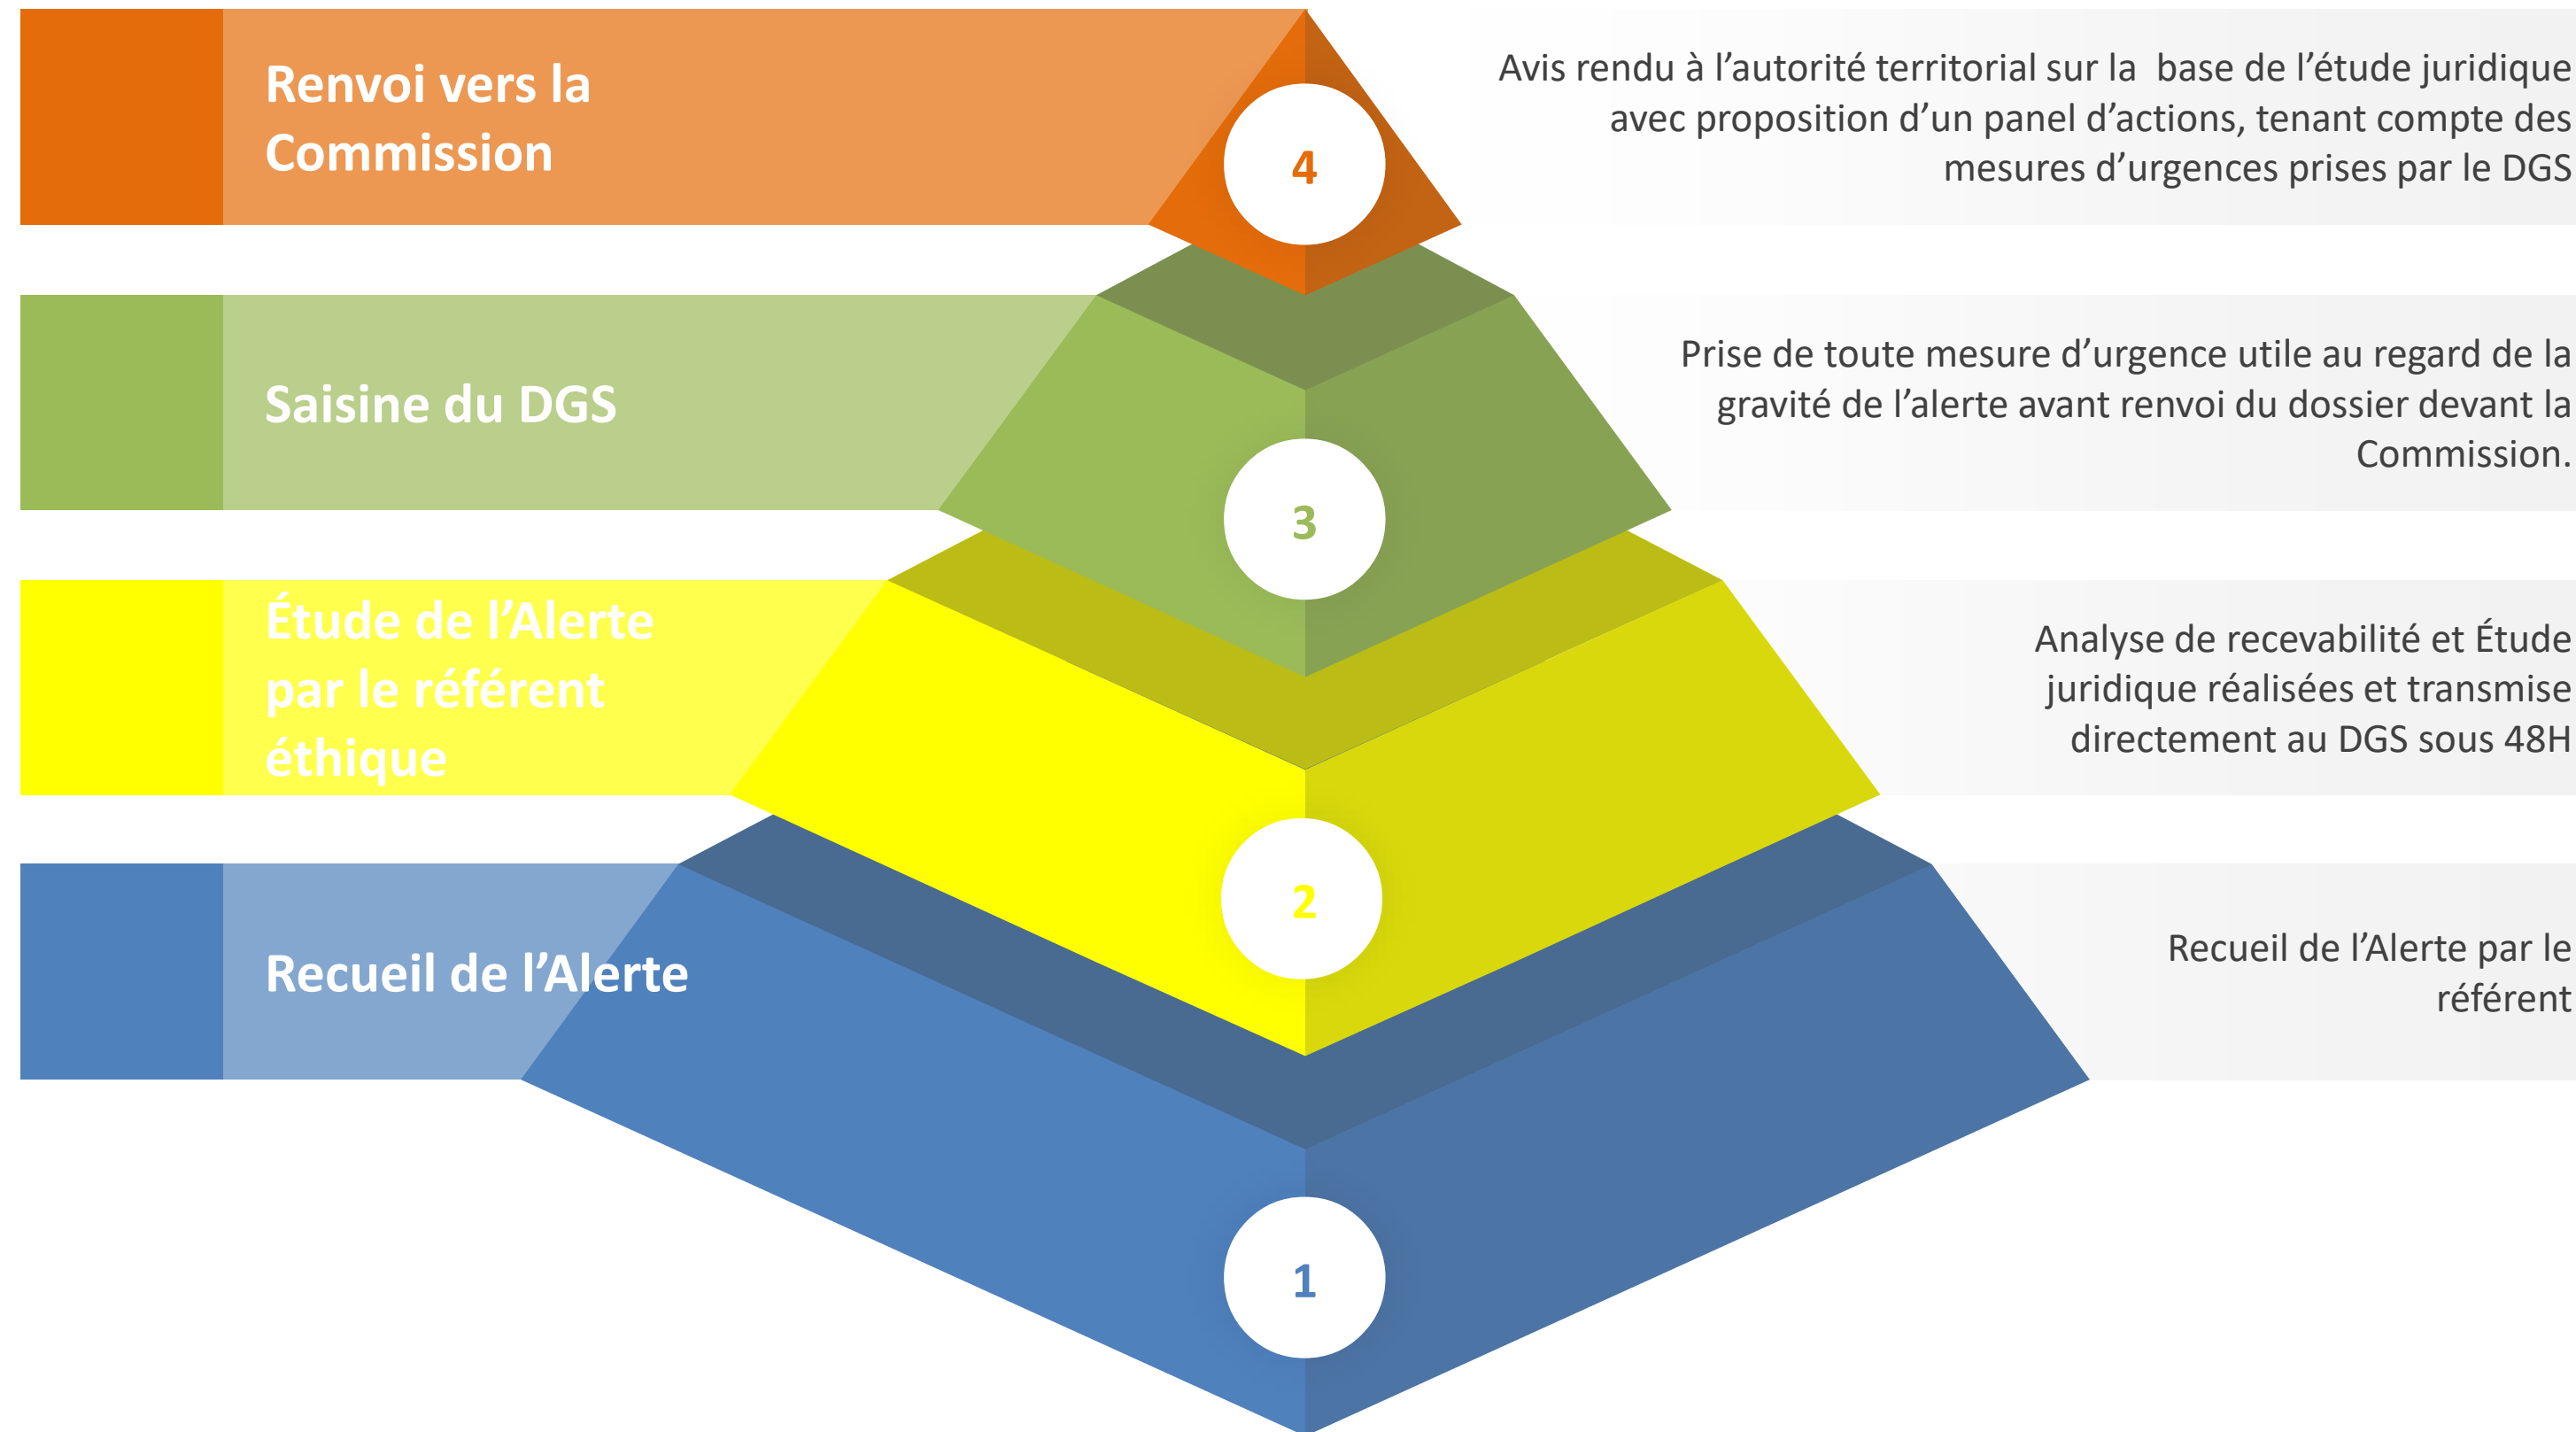 Renvoi vers la
Commission
4
Avis rendu à l’autorité territorial sur la  base de l’étude juridique
avec proposition d’un panel d’actions, tenant compte des
mesures d’urgences prises par le DGS
Saisine du DGS
3
Prise de toute mesure d’urgence utile au regard de la
gravité de l’alerte avant renvoi du dossier devant la
Commission.
Étude de l’Alerte
par le référent
éthique
2
Analyse de recevabilité et Étude
juridique réalisées et transmise
directement au DGS sous 48H
Recueil de l’Alerte
1
Recueil de l’Alerte par le
référent